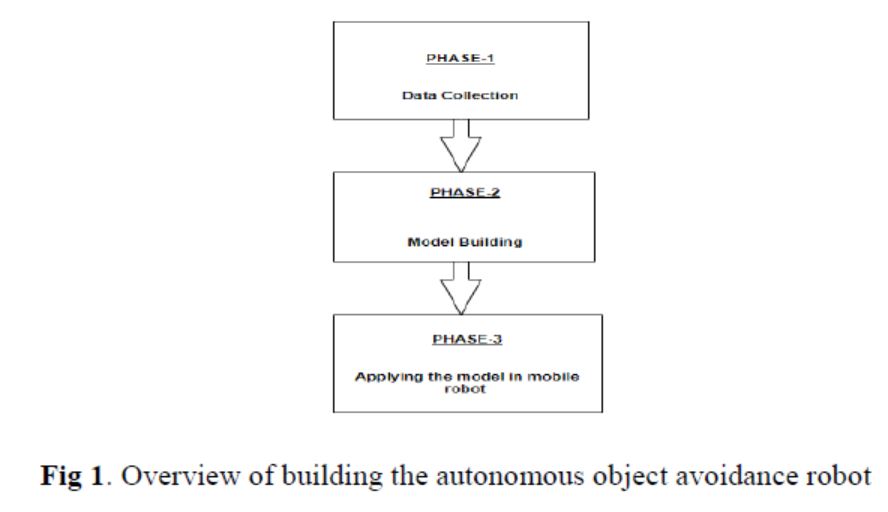 PHASE-1
Data Collection
PHASE-2
Model Building
PHASE-3
Applying the model in mobile
robot
Fig 1. Overview of building the autonomous object avoidance robot